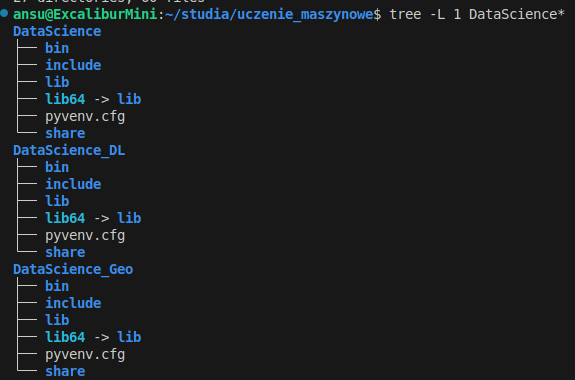 ansu@ExcaliburMini:~/studia/uczenie_maszynowe$ tree -L 1 DataScience*
DataScience
├── bin
├── include
├── lib
├── lib64 -> lib
├── pyvenv.cfg
└── share
DataScience_DL
├── bin
├── include
├── lib
├── lib64 -> lib
├── pyvenv.cfg
└── share
DataScience_Geo
├── bin
├── include
├── lib
├── lib64 -> lib
├── pyvenv.cfg
└── share